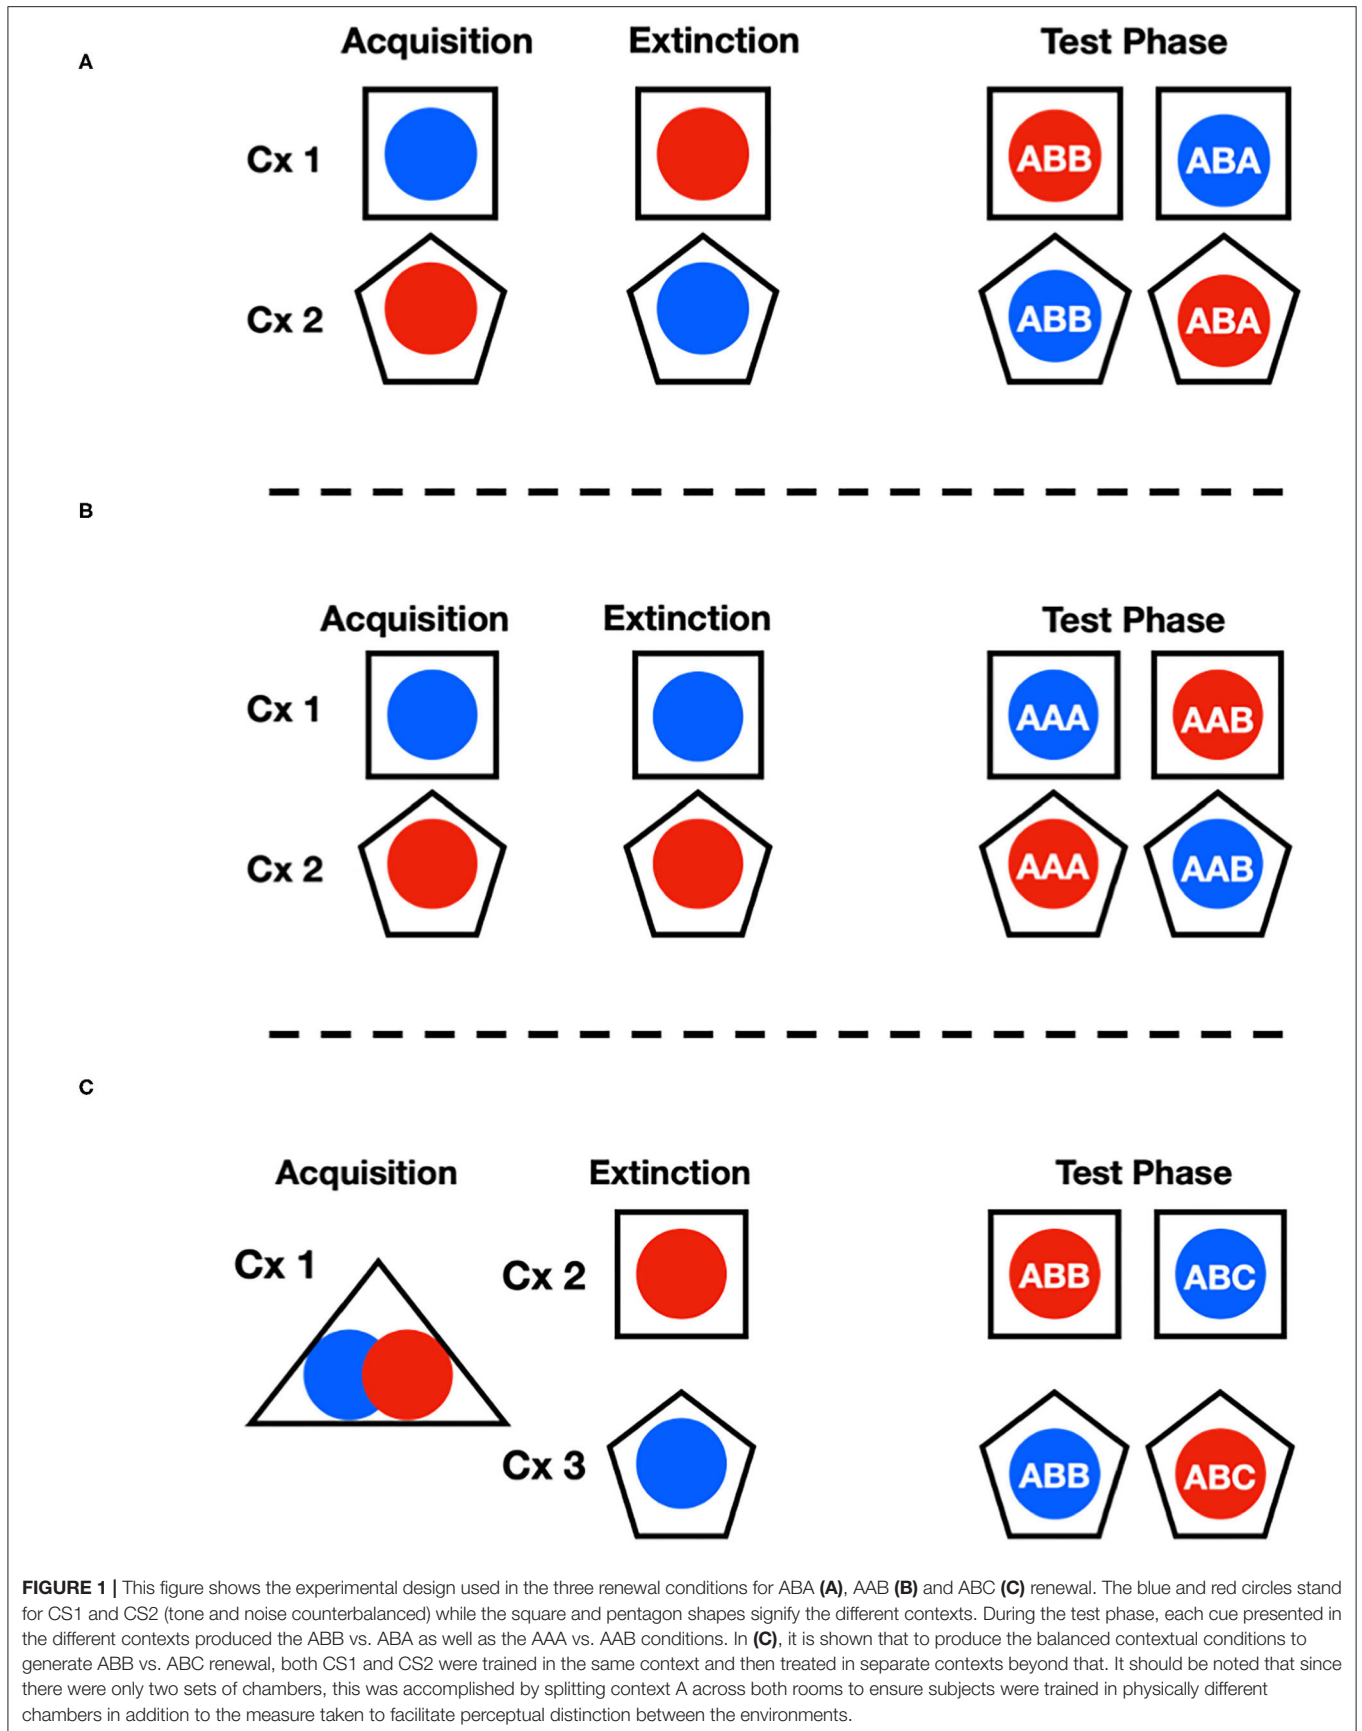 A
Acquisition Extinction Test Phase
Cx 1 ABB ABA
Cx 2 ABB ABA
B
Acquisition Extinction Test Phase
Cx 1 AAA AAB
Cx 2 AAA AAB
C
Acquisition Extinction Test Phase
Cx 1 Cx 2 ABB ABC
Cx 3 ABB ABC
FIGURE 1 | This figure shows the experimental design used in the three renewal conditions for ABA (A), AAB (B) and ABC (C) renewal. The blue and red circles stand
for CS1 and CS2 (tone and noise counterbalanced) while the square and pentagon shapes signify the different contexts. During the test phase, each cue presented in
the different contexts produced the ABB vs. ABA as well as the AAA vs. AAB conditions. In (C), it is shown that to produce the balanced contextual conditions to
generate ABB vs. ABC renewal, both CS1 and CS2 were trained in the same context and then treated in separate contexts beyond that. It should be noted that since
there were only two sets of chambers, this was accomplished by splitting context A across both rooms to ensure subjects were trained in physically different
chambers in addition to the measure taken to facilitate perceptual distinction between the environments.